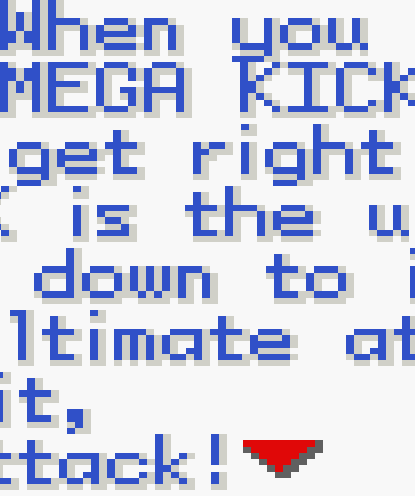 When you
MEGA KICK
get right
is the u
down to i
ltimate at
it,
ttack!